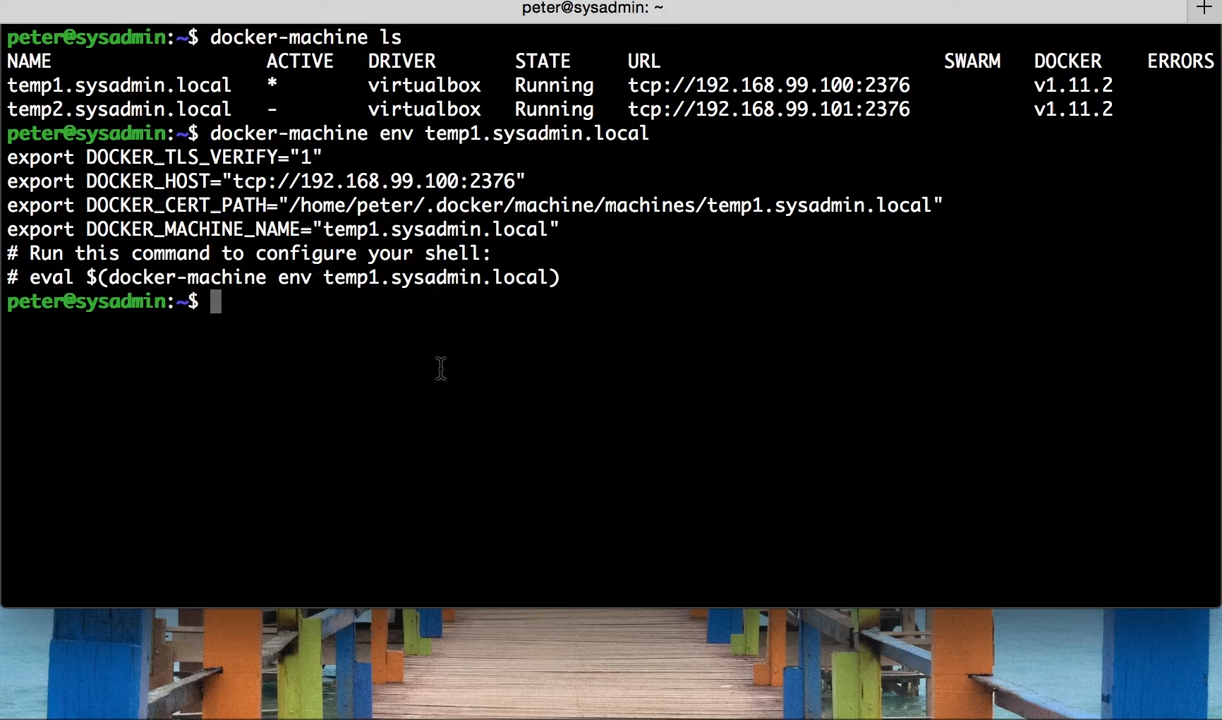 peter@sysadmin: ~
peter@sysadmin:~$ docker-machine ls
NAME ACTIVE DRIVER STATE URL SWARM DOCKER ERRORS
temp1.sysadmin.local * virtualbox Running tcp://192.168.99.100:2376 v1.11.2
temp2.sysadmin.local - virtualbox Running tcp://192.168.99.101:2376 v1.11.2
peter@sysadmin:~$ docker-machine env temp1.sysadmin.local
export DOCKER_TLS_VERIFY="1"
export DOCKER_HOST="tcp://192.168.99.100:2376"
export DOCKER_CERT_PATH="/home/peter/.docker/machine/machines/temp1.sysadmin.local"
export DOCKER_MACHINE_NAME="temp1.sysadmin.local"
# Run this command to configure your shell:
# eval $(docker-machine env temp1.sysadmin.local)
peter@sysadmin:~$